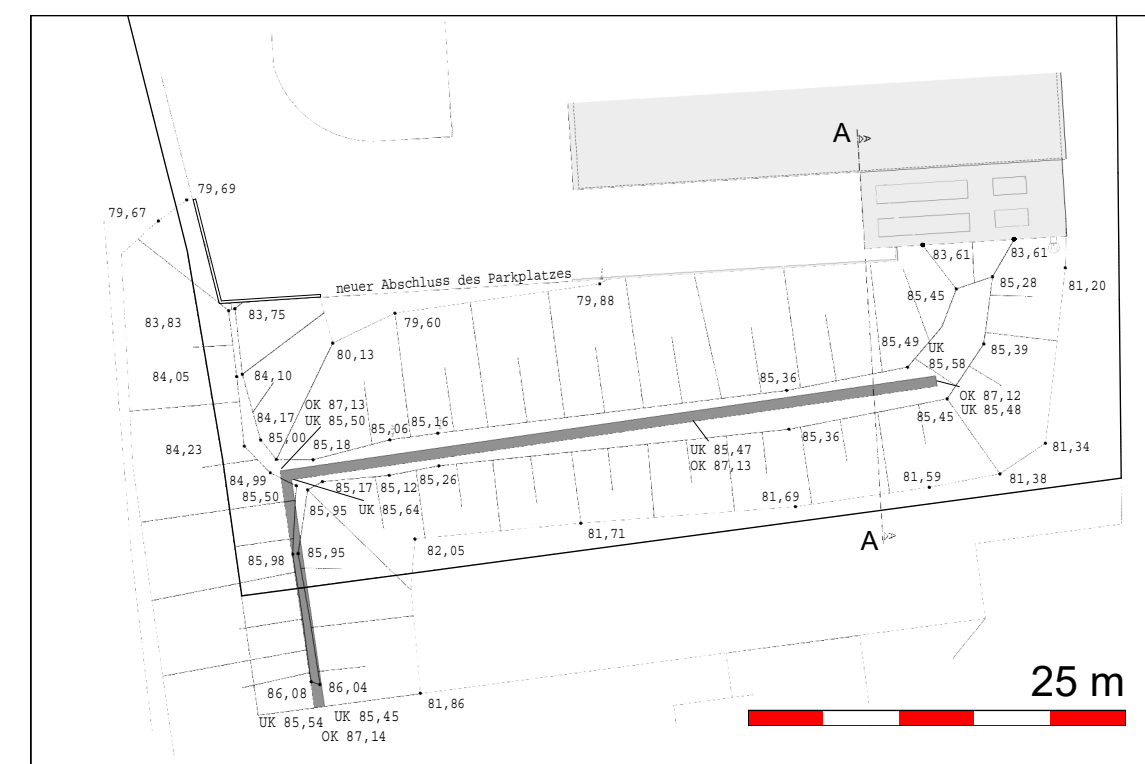 A
79,69
79,67
83,61
83,61
neuer Abschluss des Parkplatzes
85,28
81,20
79,88
85,45
83,83
83,75
79,60
80,13
85,49
UK
85,58
85,39
84,05
84,10
85,36
OK 87,13
UK 85,50
OK 87,12
UK 85,48
84,17
85,00
85,06
85,16
85,45
84,23
85,18
85,36
81,34
UK 85,47
OK 87,13
84,99
85,50
85,17
85,12
85,26
81,38
85,95
UK 85,64
81,69
81,59
81,71
A
82,05
85,98
85,95
25 m
86,08
86,04
81,86
UK 85,54
UK 85,45
OK 87,14